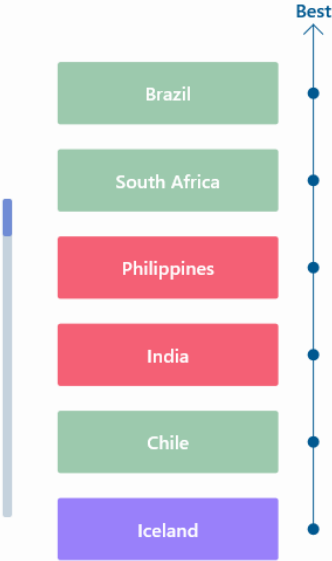 Best
Brazil
South Africa
Philippines
India
Chile
Iceland